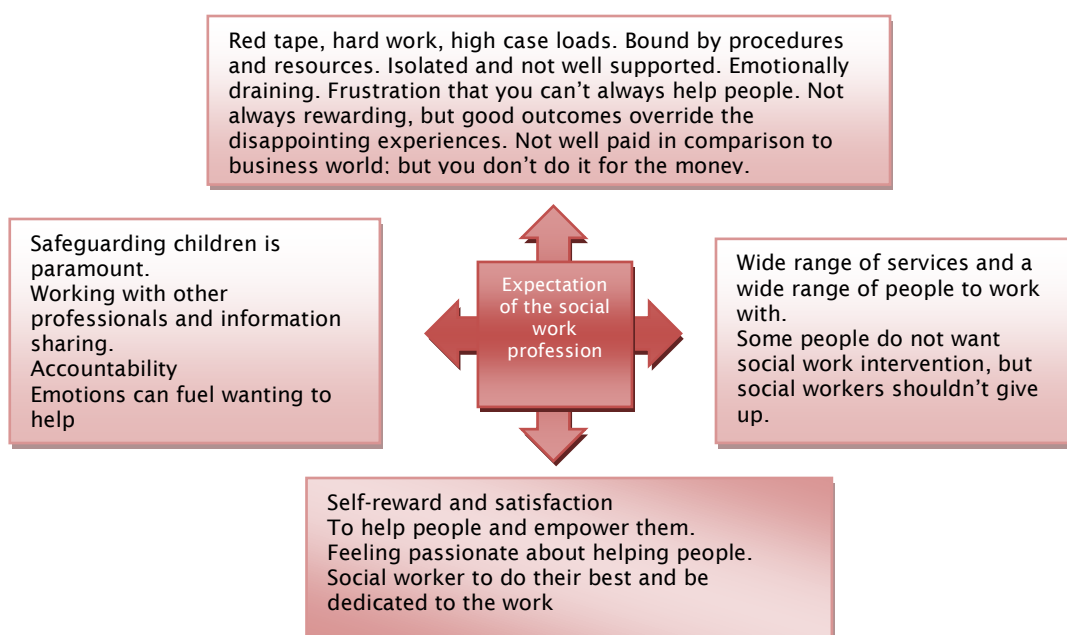 Red tape, hard work, high case loads. Bound by procedures
and resources. Isolated and not well supported. Emotionally
draining. Frustration that you can’t always help people. Not
always rewarding, but good outcomes override the
disappointing experiences. Not well paid in comparison to
business world; but you don’t do it for the money.
Safeguarding children is
paramount.
Working with other
professionals and information
sharing.
Accountability
Emotions can fuel wanting to
help
Expectation
of the social
work
profession
Wide range of services and a
wide range of people to work
with.
Some people do not want
social work intervention, but
social workers shouldn’t give
up.
Self-reward and satisfaction
To help people and empower them.
Feeling passionate about helping people.
Social worker to do their best and be
dedicated to the work